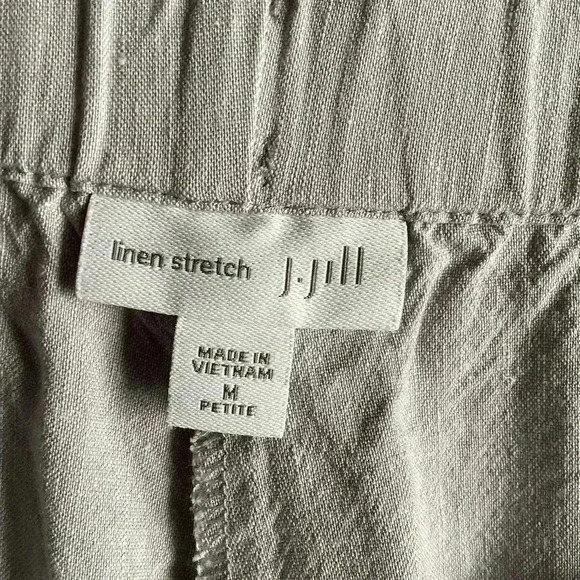 linen stretch J.Jill
MADE IN
VIETNAM
M
PETITE